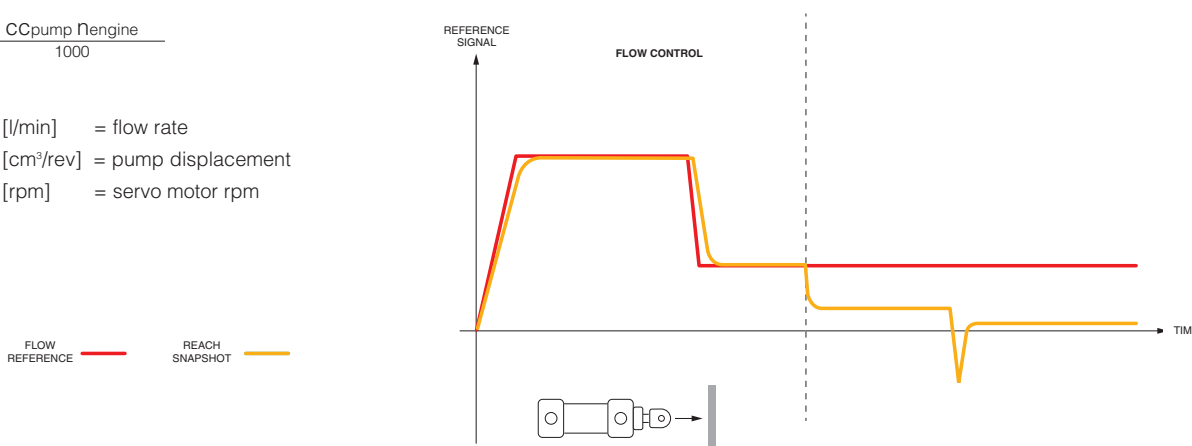 ccpump nengine
1000
[l/min] = flow rate
[cm³/rev] = pump displacement
[rpm] = servo motor rpm
FLOW
REFERENCE
REACH
SNAPSHOT
REFERENCE
SIGNAL
FLOW CONTROL
TIM